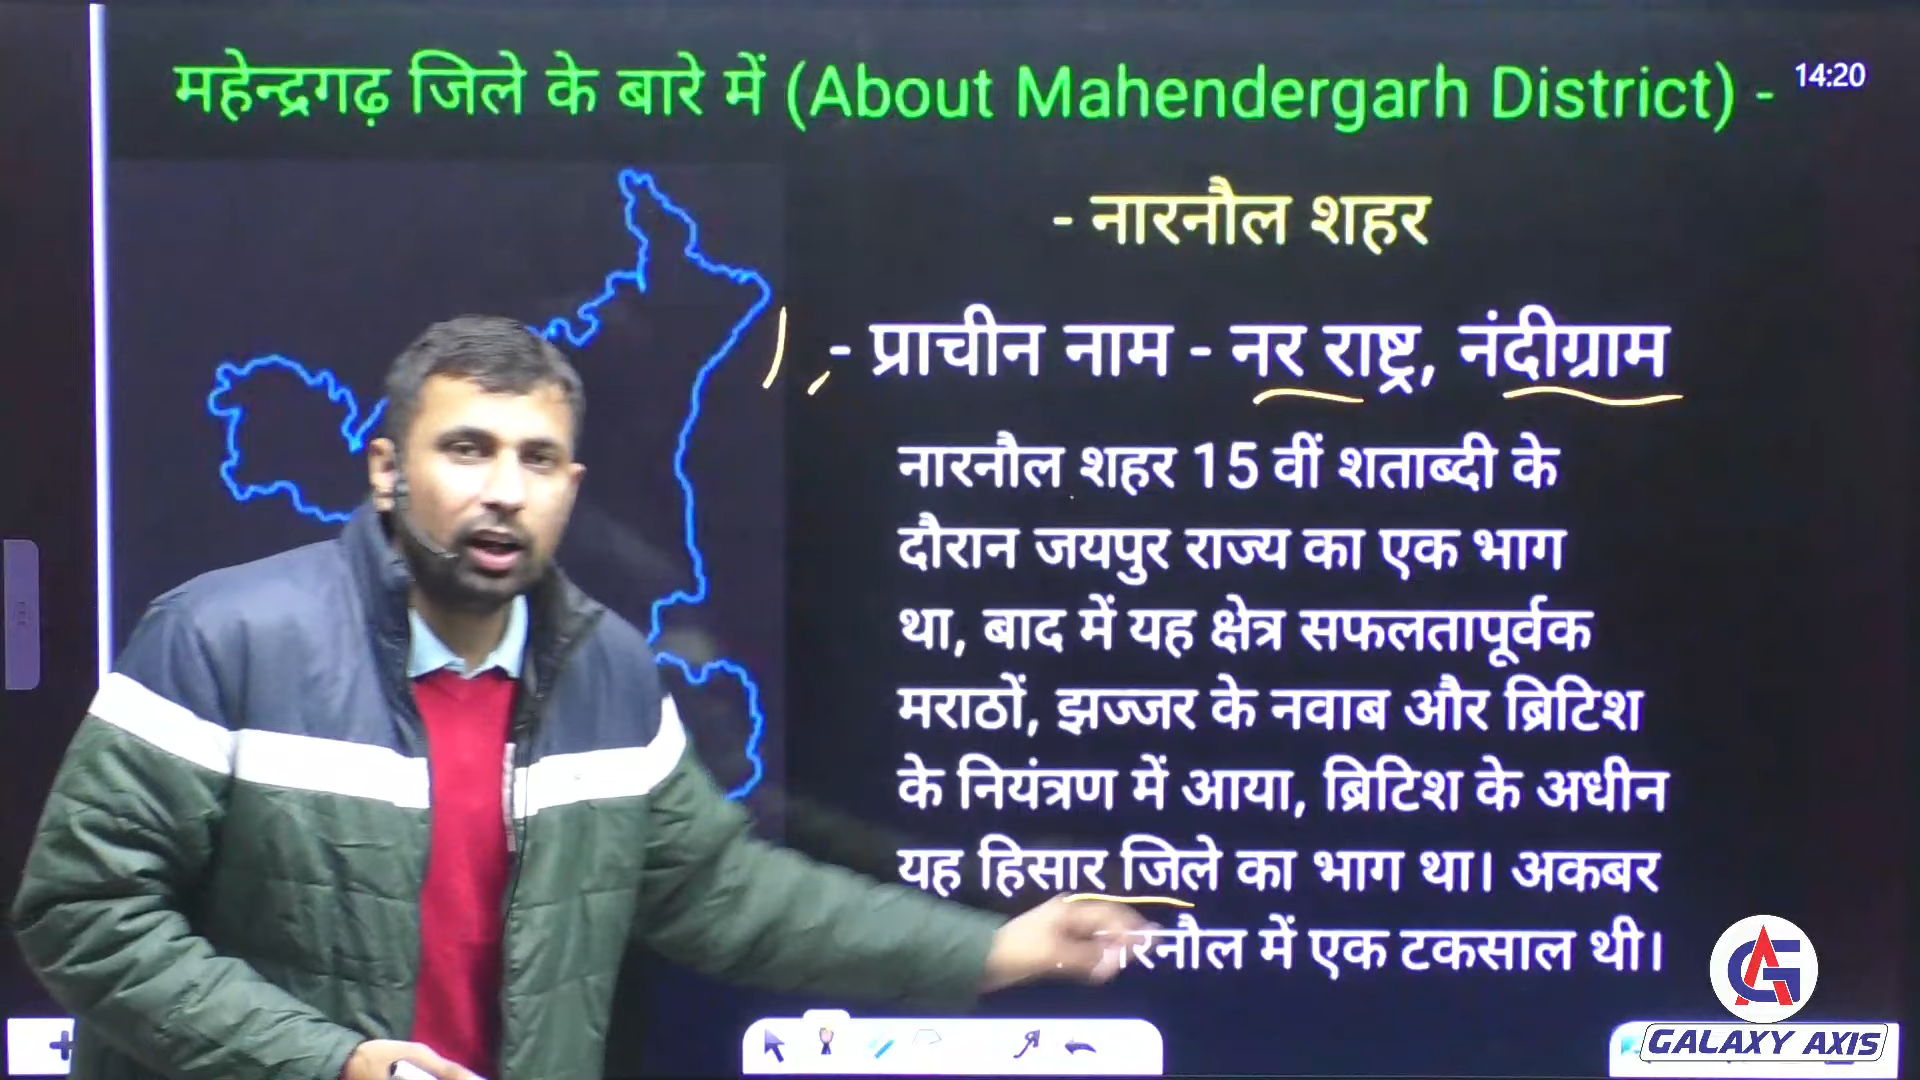 महेन्द्रगढ़ जिले के बारे में (About Mahendergarh District) -
14:20
- नारनौल शहर
- प्राचीन नाम - नर राष्ट्र, नंदीग्राम
नारनौल शहर 15 वीं शताब्दी के
दौरान जयपुर राज्य का एक भाग
था, बाद में यह क्षेत्र सफलतापूर्वक
मराठों, झज्जर के नवाब और ब्रिटिश
के नियंत्रण में आया, ब्रिटिश के अधीन
यह हिसार जिले का भाग था। अकबर
में एक टकसाल थी।
GALAXY AXIS